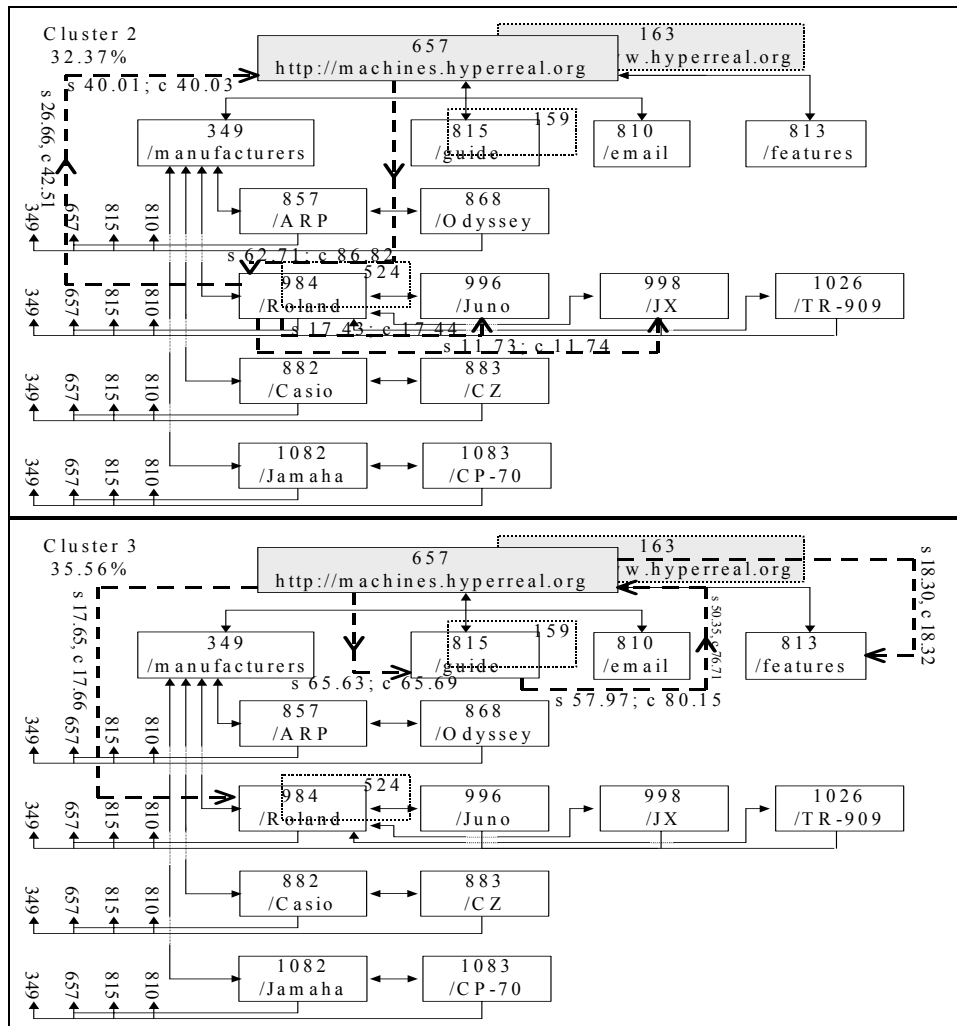 Cluster 2
32.37%
657
163
http://machines.hyperreal.org
ww.hyperreal.org
s 40.01; c 40.03
s 26.66, c 42.51
349
/manufacturers
815
159
/guide
810
/email
813
/features
857
/ARP
868
/Odyssey
349
657
815
810
s 62.71; c 86.82
984
524
/Roland
996
/Juno
998
/JX
1026
/TR-909
349
657
815
810
s 17.43; c 17.44
s 11.73; c 11.74
882
/Casio
883
/CZ
349
657
815
810
1082
/Jamaha
1083
/CP-70
349
657
815
810
Cluster 3
35.56%
657
163
http://machines.hyperreal.org
ww.hyperreal.org
s 18.30, c 18.32
s 17.65, c 17.66
s 50.35, c 76.71
349
/manufacturers
815
159
/guide
810
/email
813
/features
s 65.63; c 65.69
s 57.97; c 80.15
857
/ARP
868
/Odyssey
349
657
815
810
984
524
/Roland
996
/Juno
998
/JX
1026
/TR-909
349
657
815
810
882
/Casio
883
/CZ
349
657
815
810
1082
/Jamaha
1083
/CP-70
349
657
815
810